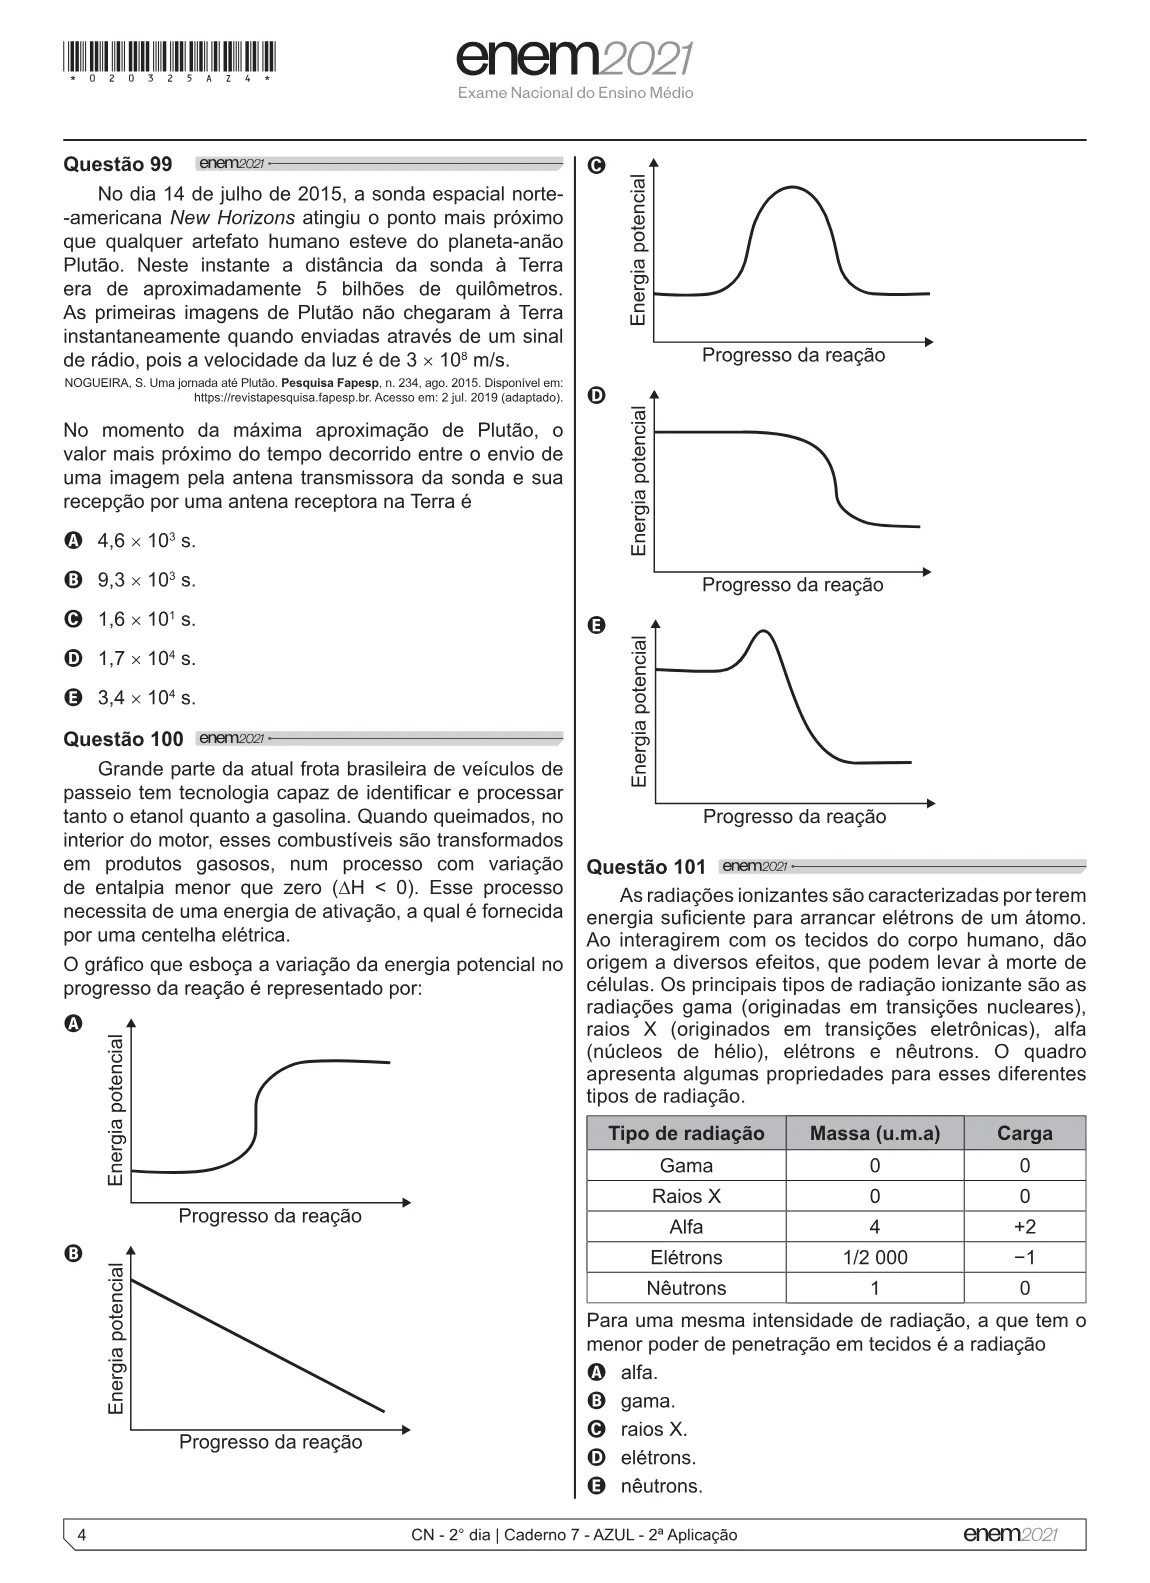 *020325AZ4*
enem2021
Exame Nacional do Ensino Médio
Questão 99 enem2021
No dia 14 de julho de 2015, a sonda espacial norte-
-americana New Horizons atingiu o ponto mais próximo
que qualquer artefato humano esteve do planeta-anão
Plutão. Neste instante a distância da sonda à Terra
era de aproximadamente 5 bilhões de quilômetros.
As primeiras imagens de Plutão não chegaram à Terra
instantaneamente quando enviadas através de um sinal
de rádio, pois a velocidade da luz é de 3 × 10⁸ m/s.
NOGUEIRA, S. Uma jornada até Plutão. Pesquisa Fapesp, n. 234, ago. 2015. Disponível em:
https://revistapesquisa.fapesp.br. Acesso em: 2 jul. 2019 (adaptado).
No momento da máxima aproximação de Plutão, o
valor mais próximo do tempo decorrido entre o envio de
uma imagem pela antena transmissora da sonda e sua
recepção por uma antena receptora na Terra é
A 4,6 × 10³ s.
B 9,3 × 10³ s.
C 1,6 × 10¹ s.
D 1,7 × 10⁴ s.
E 3,4 × 10⁴ s.
Questão 100 enem2021
Grande parte da atual frota brasileira de veículos de
passeio tem tecnologia capaz de identificar e processar
tanto o etanol quanto a gasolina. Quando queimados, no
interior do motor, esses combustíveis são transformados
em produtos gasosos, num processo com variação
de entalpia menor que zero (∆H < 0). Esse processo
necessita de uma energia de ativação, a qual é fornecida
por uma centelha elétrica.
O gráfico que esboça a variação da energia potencial no
progresso da reação é representado por:
A
Energia potencial
Progresso da reação
B
Energia potencial
Progresso da reação
C
Energia potencial
Progresso da reação
D
Energia potencial
Progresso da reação
E
Energia potencial
Progresso da reação
Questão 101 enem2021
As radiações ionizantes são caracterizadas por terem
energia suficiente para arrancar elétrons de um átomo.
Ao interagirem com os tecidos do corpo humano, dão
origem a diversos efeitos, que podem levar à morte de
células. Os principais tipos de radiação ionizante são as
radiações gama (originadas em transições nucleares),
raios X (originados em transições eletrônicas), alfa
(núcleos de hélio), elétrons e nêutrons. O quadro
apresenta algumas propriedades para esses diferentes
tipos de radiação.
Tipo de radiação Massa (u.m.a) Carga
Gama 0 0
Raios X 0 0
Alfa 4 +2
Elétrons 1/2 000 −1
Nêutrons 1 0
Para uma mesma intensidade de radiação, a que tem o
menor poder de penetração em tecidos é a radiação
A alfa.
B gama.
C raios X.
D elétrons.
E nêutrons.
4 CN - 2° dia | Caderno 7 - AZUL - 2ª Aplicação enem2021